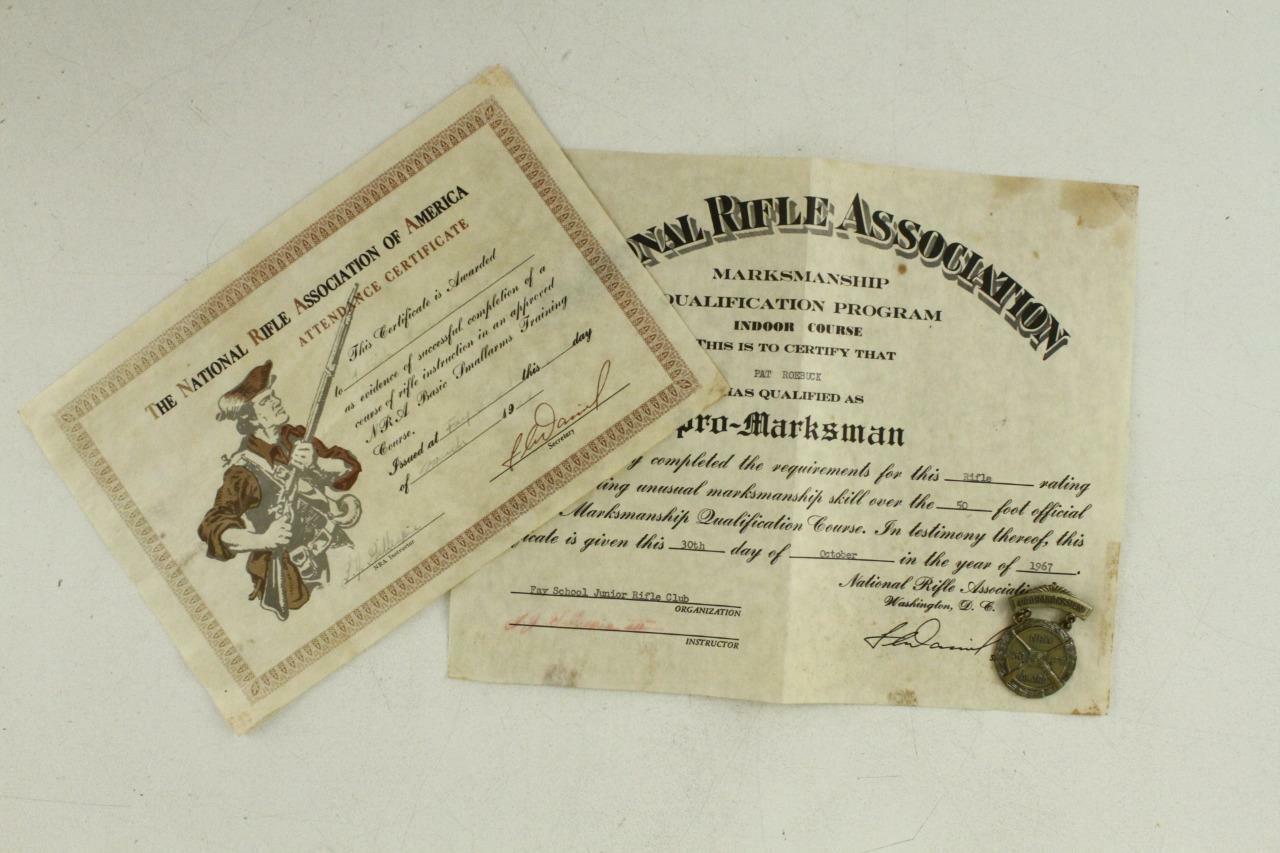 THE NATIONAL RIFLE ASSOCIATION OF AMERICA
ATTENDANCE CERTIFICATE
This Certificate is Awarded
to
as evidence of successful completion of a
course of rifle instruction in an approved
NRA Basic Smallarms Training
Course.
Issued at this day
of 19
Secretary
NRA Instructor
NAL RIFLE ASSOCIATION
MARKSMANSHIP
QUALIFICATION PROGRAM
INDOOR COURSE
THIS IS TO CERTIFY THAT
PAT ROEBUCK
HAS QUALIFIED AS
pro-Marksman
y completed the requirements for this Rifle rating
ing unusual marksmanship skill over the 50 foot official
Marksmanship Qualification Course. In testimony thereof, this
icate is given this 30th day of October in the year of 1967.
National Rifle Associati
Washington, D. C.
Fay School Junior Rifle Club
ORGANIZATION
INSTRUCTOR